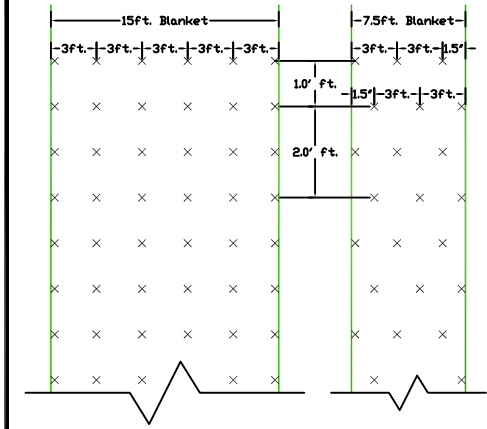 15ft. Blanket
7.5ft. Blanket
3ft. 3ft. 3ft. 3ft. 3ft.
3ft. 3ft. 1.5"
1.0' ft.
1.5" 3ft. 3ft.
2.0' ft.